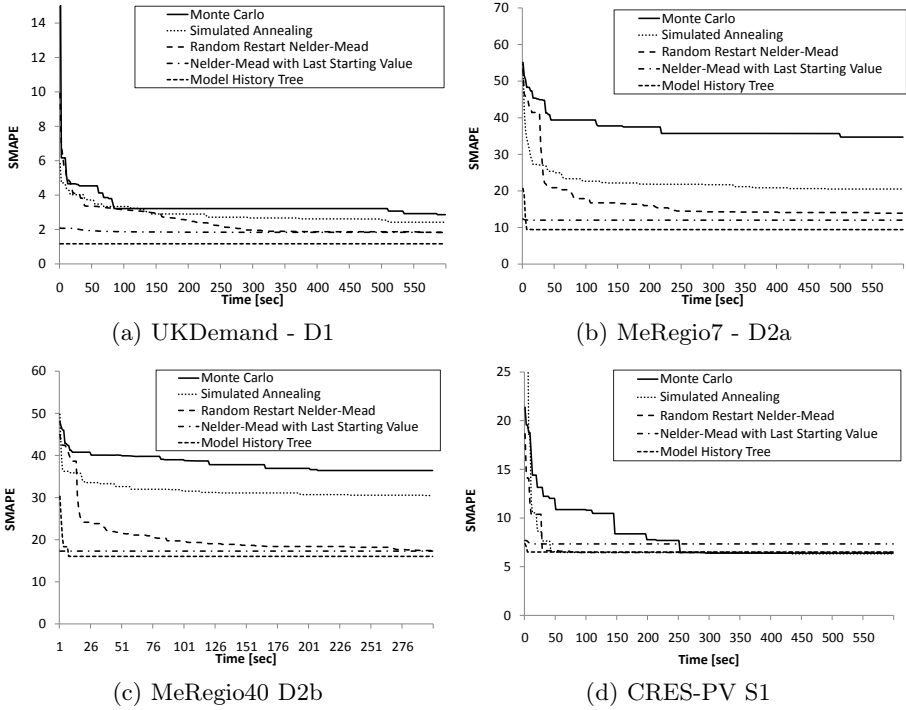 14
12
10
8
6
4
2
0
SMAPE
Monte Carlo
Simulated Annealing
Random Restart Nelder-Mead
Nelder-Mead with Last Starting Value
Model History Tree
0 50 100 150 200 250 300 350 400 450 500 550
Time [sec]
(a) UKDemand - D1
70
60
50
40
30
20
10
0
SMAPE
Monte Carlo
Simulated Annealing
Random Restart Nelder-Mead
Nelder-Mead with Last Starting Value
Model History Tree
0 50 100 150 200 250 300 350 400 450 500 550
Time [sec]
(b) MeRegio7 - D2a
60
50
40
30
20
10
0
SMAPE
Monte Carlo
Simulated Annealing
Random Restart Nelder-Mead
Nelder-Mead with Last Starting Value
Model History Tree
1 26 51 76 101 126 151 176 201 226 251 276
Time [sec]
(c) MeRegio40 D2b
25
20
15
10
5
0
SMAPE
Monte Carlo
Simulated Annealing
Random Restart Nelder-Mead
Nelder-Mead with Last Starting Value
Model History Tree
0 50 100 150 200 250 300 350 400 450 500 550
Time [sec]
(d) CRES-PV S1